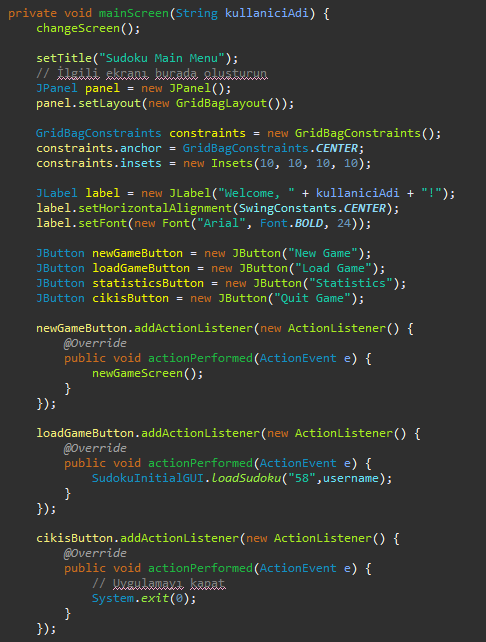 private void mainScreen(String kullaniciAdi) {
changeScreen();
setTitle("Sudoku Main Menu");
// İlgili ekranı burada oluşturun
JPanel panel = new JPanel();
panel.setLayout(new GridBagLayout());
GridBagConstraints constraints = new GridBagConstraints();
constraints.anchor = GridBagConstraints.CENTER;
constraints.insets = new Insets(10, 10, 10, 10);
JLabel label = new JLabel("Welcome, " + kullaniciAdi + "!");
label.setHorizontalAlignment(SwingConstants.CENTER);
label.setFont(new Font("Arial", Font.BOLD, 24));
JButton newGameButton = new JButton("New Game");
JButton loadGameButton = new JButton("Load Game");
JButton statisticsButton = new JButton("Statistics");
JButton cikisButton = new JButton("Quit Game");
newGameButton.addActionListener(new ActionListener() {
@Override
public void actionPerformed(ActionEvent e) {
newGameScreen();
}
});
loadGameButton.addActionListener(new ActionListener() {
@Override
public void actionPerformed(ActionEvent e) {
SudokuInitialGUI.loadSudoku("58",username);
}
});
cikisButton.addActionListener(new ActionListener() {
@Override
public void actionPerformed(ActionEvent e) {
// Uygulamayı kapat
System.exit(0);
}
});